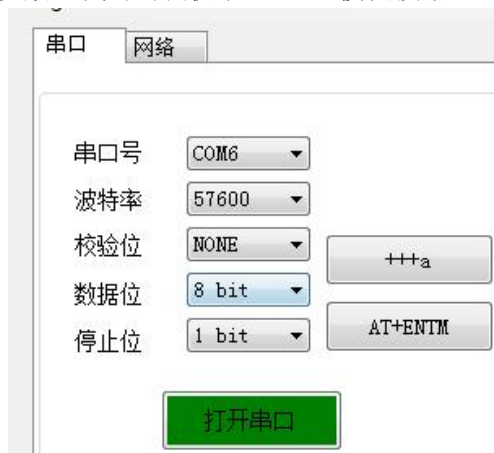 串口 网络
串口号 COM6
波特率 57600
校验位 NONE
+++a
数据位 8 bit
停止位 1 bit
AT+ENTM
打开串口